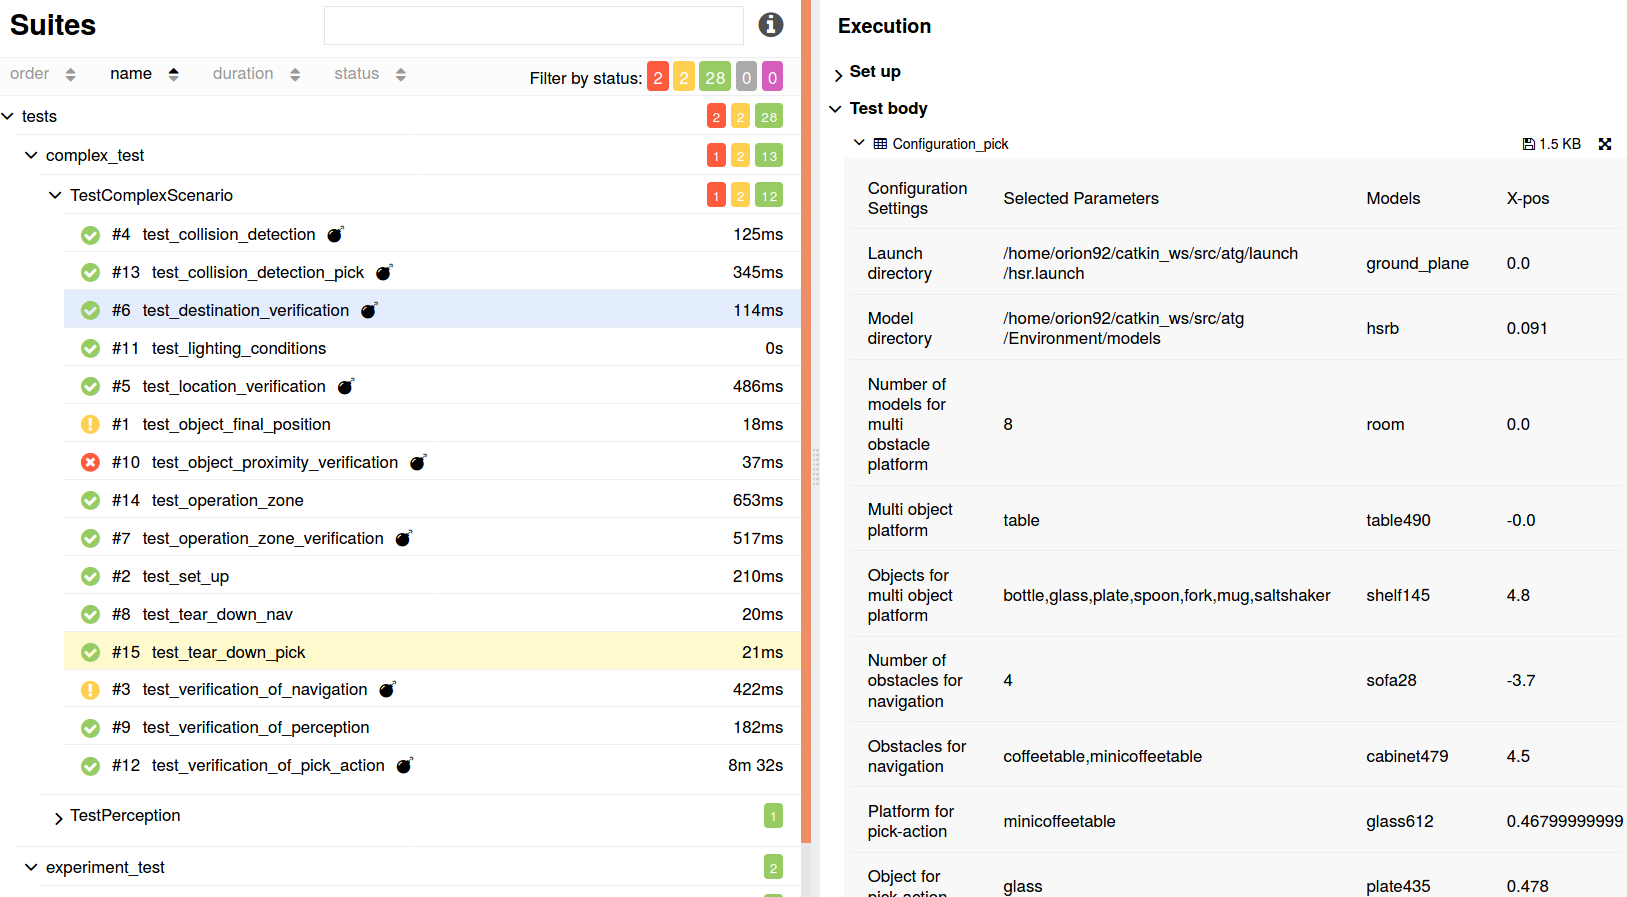 Suites
order name duration status Filter by status: 2 2 28 0 0
tests 2 2 28
complex_test 1 2 13
TestComplexScenario 1 2 12
#4 test_collision_detection 125ms
#13 test_collision_detection_pick 345ms
#6 test_destination_verification 114ms
#11 test_lighting_conditions 0s
#5 test_location_verification 486ms
#1 test_object_final_position 18ms
#10 test_object_proximity_verification 37ms
#14 test_operation_zone 653ms
#7 test_operation_zone_verification 517ms
#2 test_set_up 210ms
#8 test_tear_down_nav 20ms
#15 test_tear_down_pick 21ms
#3 test_verification_of_navigation 422ms
#9 test_verification_of_perception 182ms
#12 test_verification_of_pick_action 8m 32s
TestPerception 1
experiment_test 2
Execution
Set up
Test body
Configuration_pick 1.5 KB
Configuration
Settings
Selected Parameters
Models
X-pos
Launch
directory
/home/orion92/catkin_ws/src/atg/launch
/hsr.launch
ground_plane
0.0
Model
directory
/home/orion92/catkin_ws/src/atg
/Environment/models
hsrb
0.091
Number of
models for
multi
obstacle
platform
8
room
0.0
Multi object
platform
table
table490
-0.0
Objects for
multi object
platform
bottle,glass,plate,spoon,fork,mug,saltshaker
shelf145
4.8
Number of
obstacles for
navigation
4
sofa28
-3.7
Obstacles for
navigation
coffeetable,minicoffeetable
cabinet479
4.5
Platform for
pick-action
minicoffeetable
glass612
0.46799999999
Object for
pick-action
glass
plate435
0.478